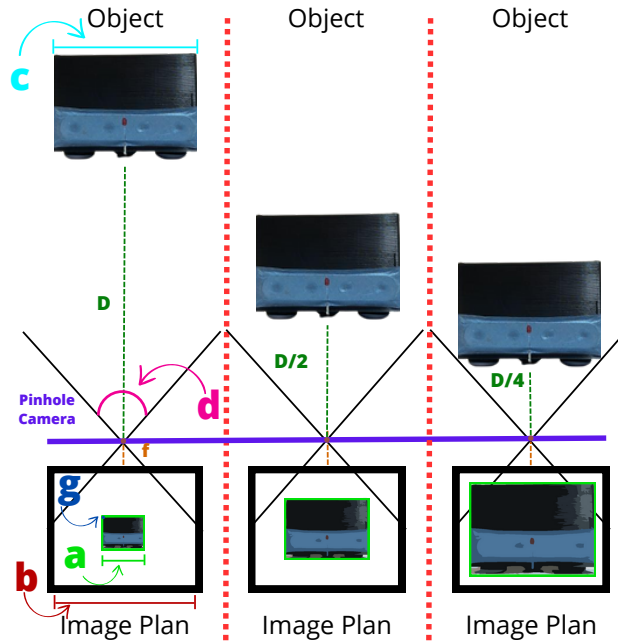 Object
Object
Object
c
D
D/2
D/4
Pinhole
Camera
d
f
g
a
b
Image Plan
Image Plan
Image Plan